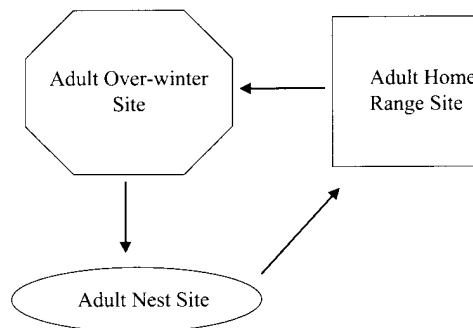 Adult Over-winter
Site
Adult Home
Range Site
Adult Nest Site